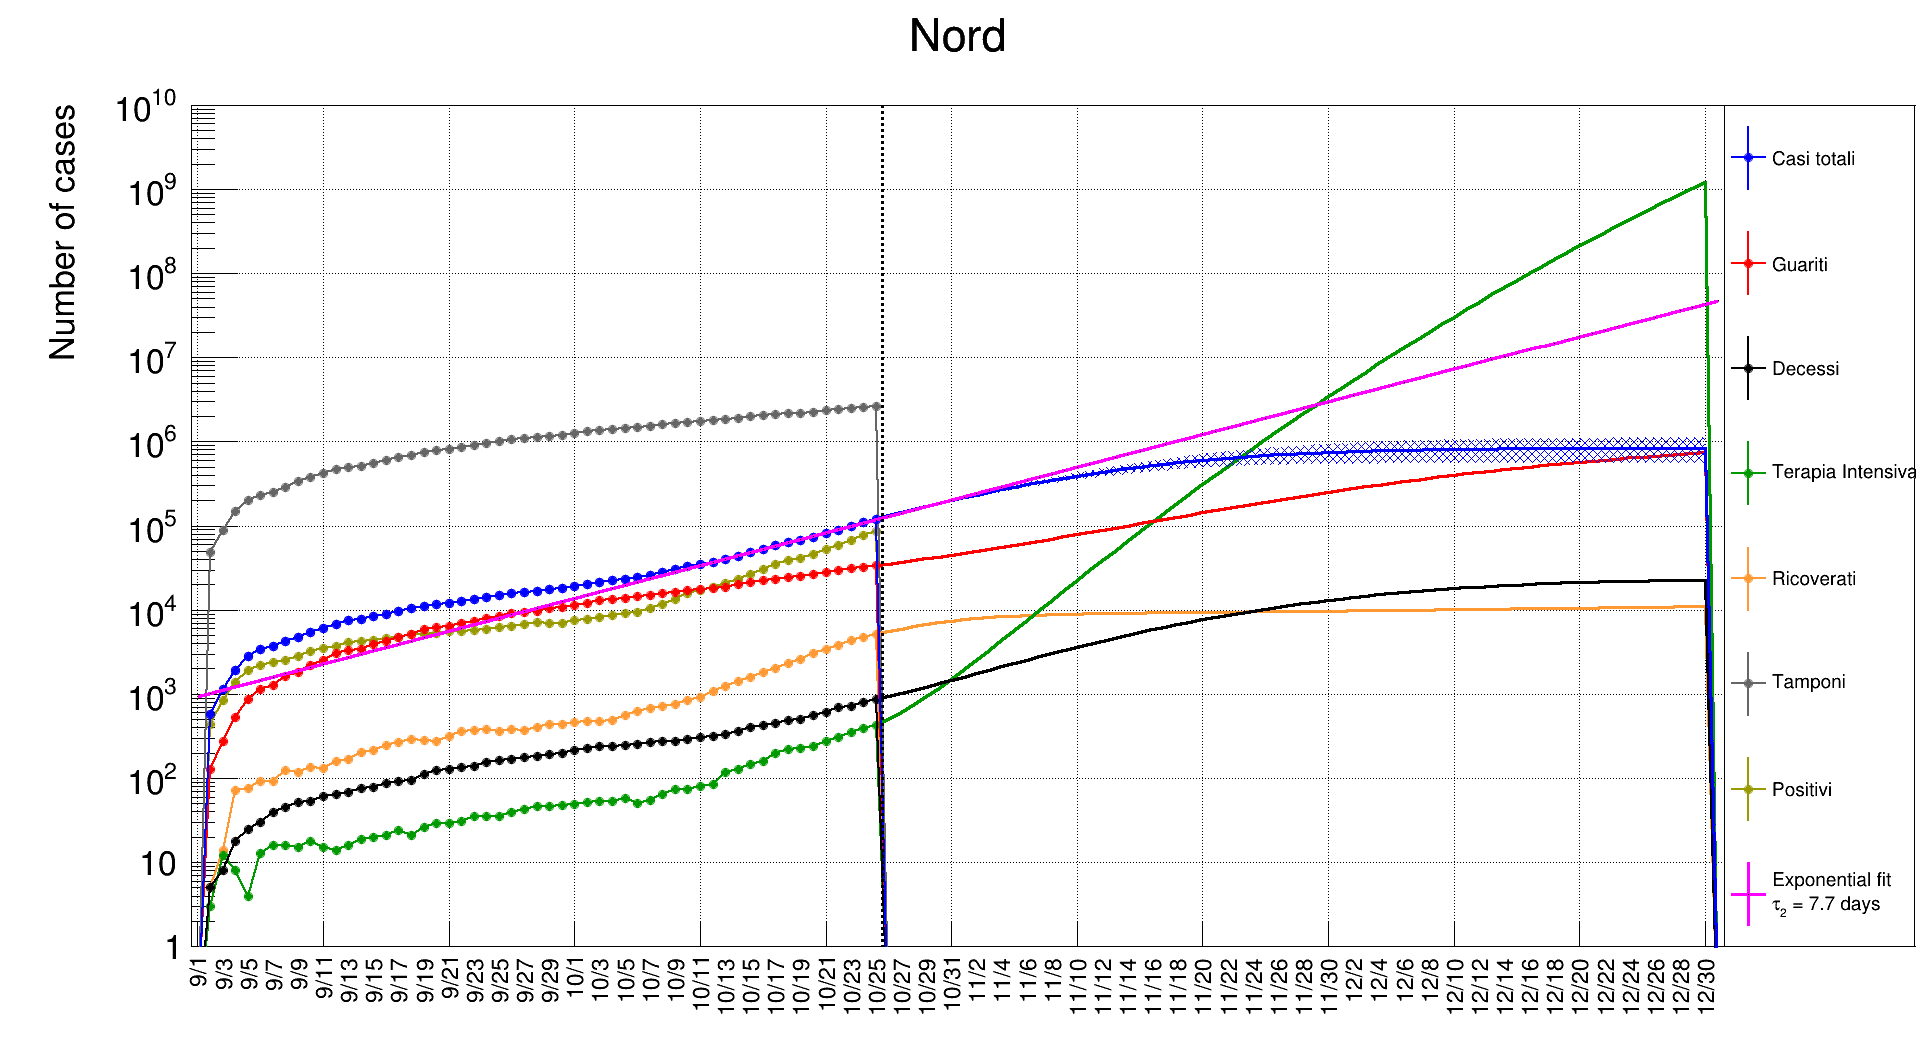 Nord
Number of cases
10^10
10^9
10^8
10^7
10^6
10^5
10^4
10^3
10^2
10
1
9/1 9/3 9/5 9/7 9/9 9/11 9/13 9/15 9/17 9/19 9/21 9/23 9/25 9/27 9/29 10/1 10/3 10/5 10/7 10/9 10/11 10/13 10/15 10/17 10/19 10/21 10/23 10/25 10/27 10/29 10/31 11/2 11/4 11/6 11/8 11/10 11/12 11/14 11/16 11/18 11/20 11/22 11/24 11/26 11/28 11/30 12/2 12/4 12/6 12/8 12/10 12/12 12/14 12/16 12/18 12/20 12/22 12/24 12/26 12/28 12/30
Casi totali
Guariti
Decessi
Terapia Intensiva
Ricoverati
Tamponi
Positivi
Exponential fit
τ_2 = 7.7 days